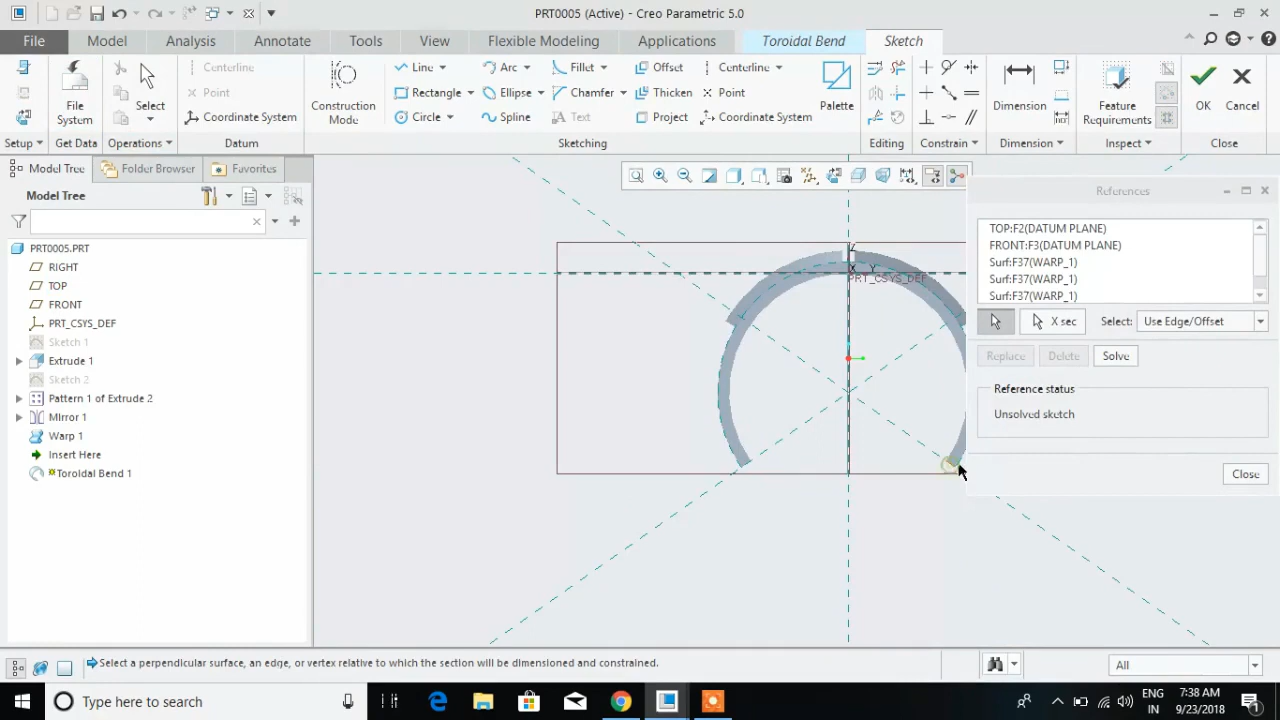 PRT0005 (Active) - Creo Parametric 5.0
File Model Analysis Annotate Tools View Flexible Modeling Applications Toroidal Bend Sketch
Centerline Line Arc Fillet Offset Centerline
Point Rectangle Ellipse Chamfer Thicken Point
Coordinate System Circle Spline Text Project Coordinate System
File System Select Construction Mode Palette Dimension Feature Requirements OK Cancel
Setup Get Data Operations Datum Sketching Editing Constrain Dimension Inspect Close
Model Tree Folder Browser Favorites
Model Tree
PRT0005.PRT
RIGHT
TOP
FRONT
PRT_CSYS_DEF
Sketch 1
Extrude 1
Sketch 2
Pattern 1 of Extrude 2
Mirror 1
Warp 1
Insert Here
Toroidal Bend 1
Z
X Y
PRT_CSYS_DEF
References
TOP:F2(DATUM PLANE)
FRONT:F3(DATUM PLANE)
Surf:F37(WARP_1)
Surf:F37(WARP_1)
Surf:F37(WARP_1)
X sec Select: Use Edge/Offset
Replace Delete Solve
Reference status
Unsolved sketch
Close
Select a perpendicular surface, an edge, or vertex relative to which the section will be dimensioned and constrained.
All
Type here to search
ENG
IN
7:38 AM
9/23/2018
1